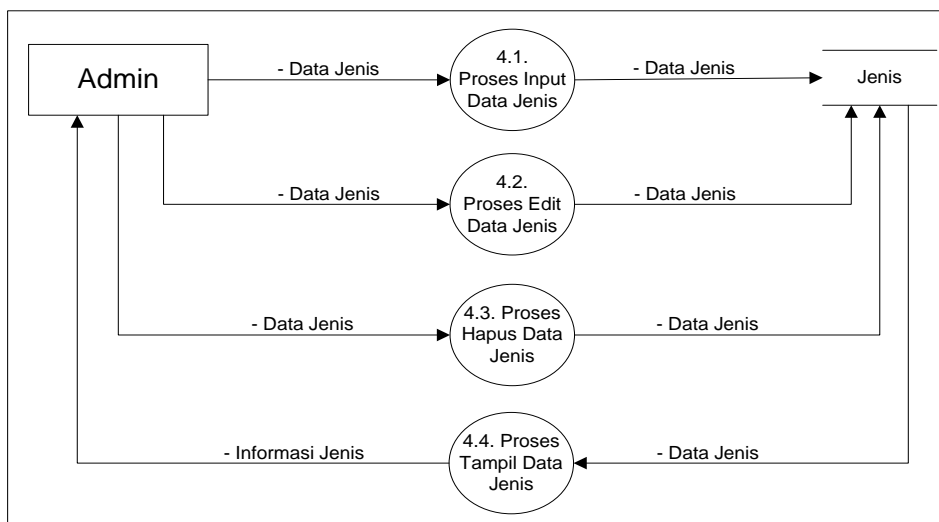 Admin
- Data Jenis
4.1.
Proses Input
Data Jenis
- Data Jenis
Jenis
- Data Jenis
4.2.
Proses Edit
Data Jenis
- Data Jenis
- Data Jenis
4.3. Proses
Hapus Data
Jenis
- Data Jenis
- Informasi Jenis
4.4. Proses
Tampil Data
Jenis
- Data Jenis